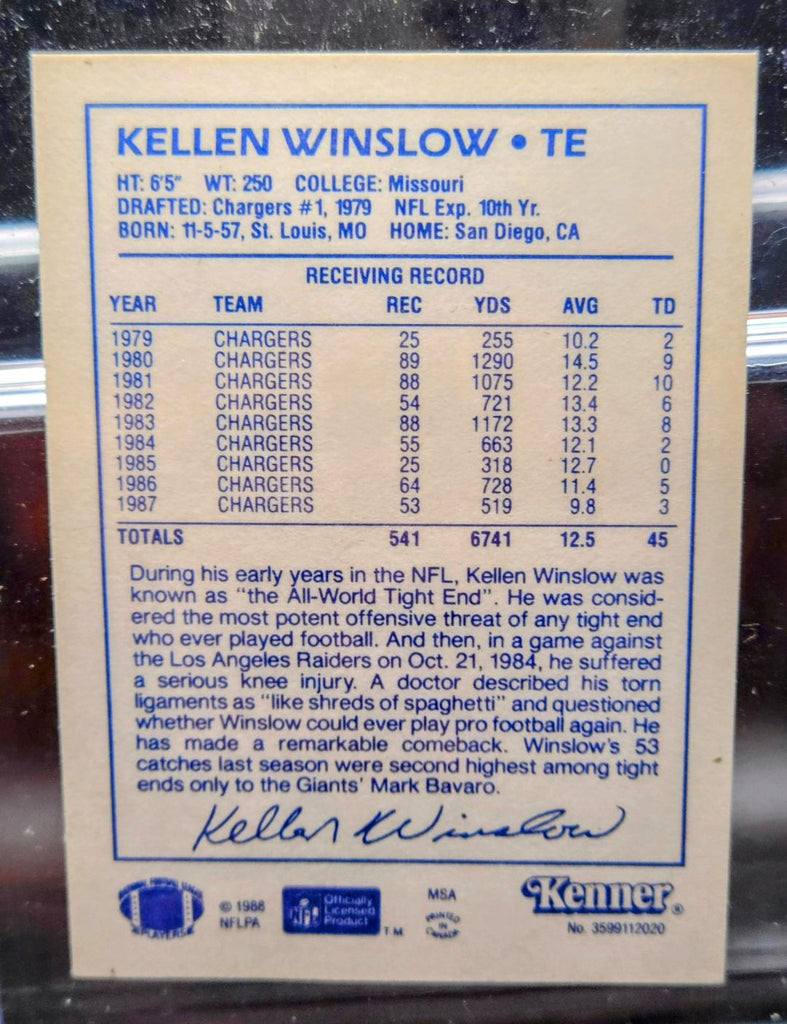 KELLEN WINSLOW • TE
HT: 6'5" WT: 250 COLLEGE: Missouri
DRAFTED: Chargers #1, 1979 NFL Exp. 10th Yr.
BORN: 11-5-57, St. Louis, MO HOME: San Diego, CA
RECEIVING RECORD
YEAR TEAM REC YDS AVG TD
1979 CHARGERS 25 255 10.2 2
1980 CHARGERS 89 1290 14.5 9
1981 CHARGERS 88 1075 12.2 10
1982 CHARGERS 54 721 13.4 6
1983 CHARGERS 88 1172 13.3 8
1984 CHARGERS 55 663 12.1 2
1985 CHARGERS 25 318 12.7 0
1986 CHARGERS 64 728 11.4 5
1987 CHARGERS 53 519 9.8 3
TOTALS 541 6741 12.5 45
During his early years in the NFL, Kellen Winslow was
known as "the All-World Tight End". He was consid-
ered the most potent offensive threat of any tight end
who ever played football. And then, in a game against
the Los Angeles Raiders on Oct. 21, 1984, he suffered
a serious knee injury. A doctor described his torn
ligaments as "like shreds of spaghetti" and questioned
whether Winslow could ever play pro football again. He
has made a remarkable comeback. Winslow's 53
catches last season were second highest among tight
ends only to the Giants' Mark Bavaro.
Kellen Winslow
NATIONAL FOOTBALL LEAGUE
PLAYERS
© 1988
NFLPA
NFL
Officially
Licensed
Product
TM
MSA
PRINTED
IN
CANADA
Kenner®
No. 3599112020